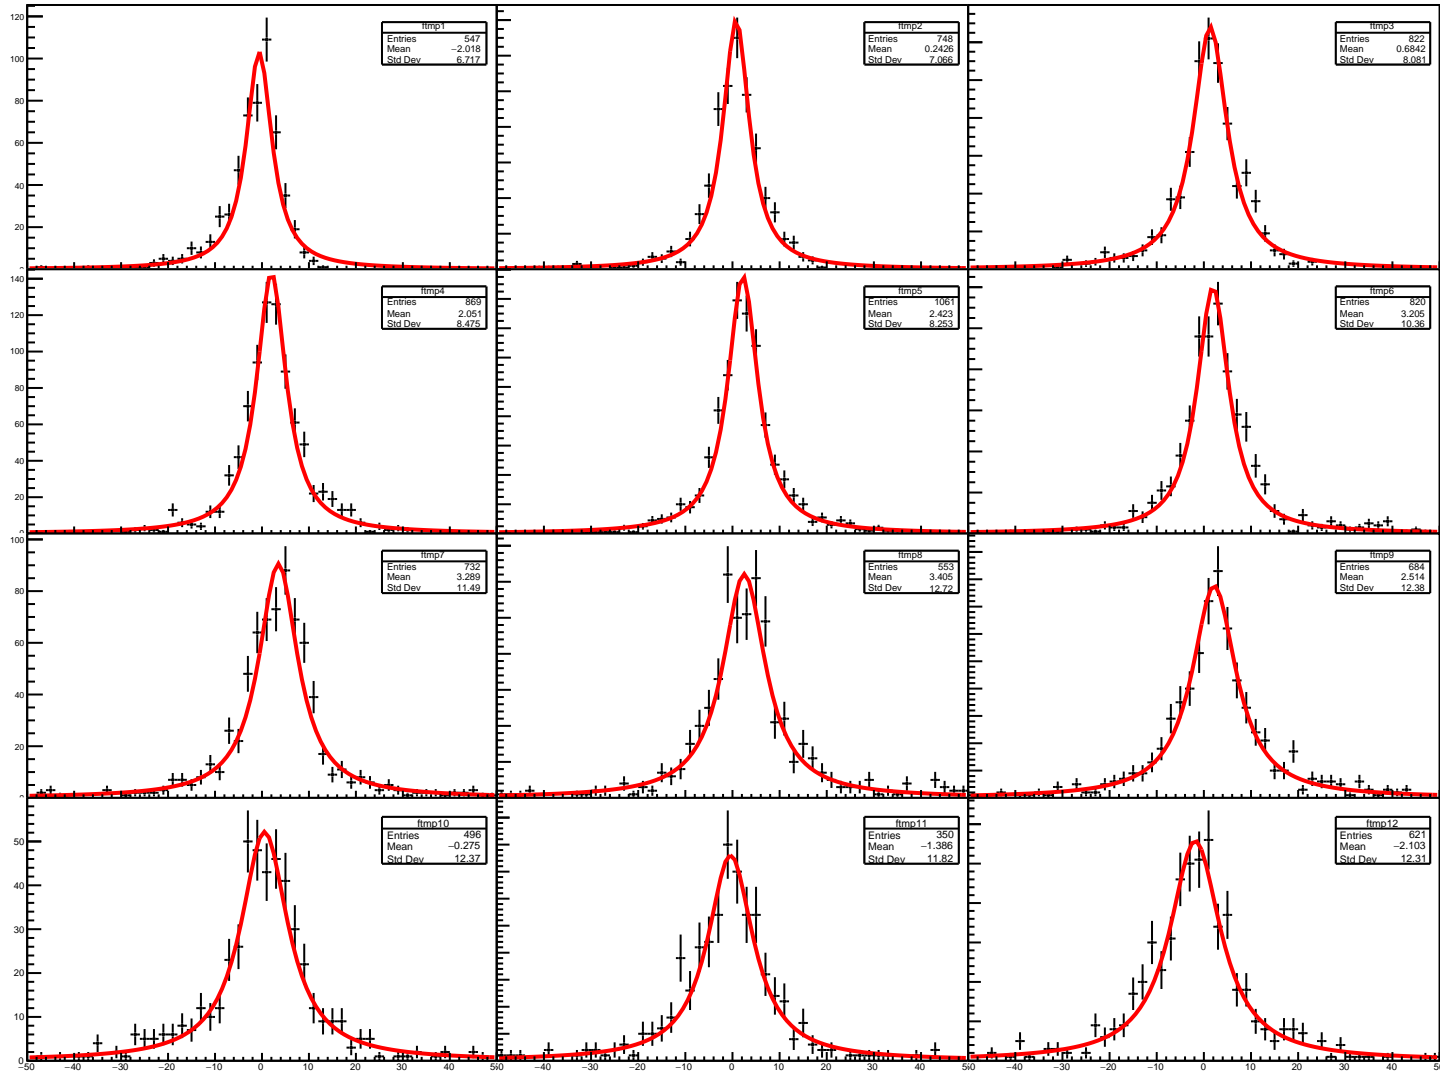 120
100
80
60
40
20
ftmp1
Entries 547
Mean −2.018
Std Dev 6.717
ftmp2
Entries 748
Mean 0.2426
Std Dev 7.066
ftmp3
Entries 822
Mean 0.6842
Std Dev 8.081
140
120
100
80
60
40
20
ftmp4
Entries 869
Mean 2.051
Std Dev 8.475
ftmp5
Entries 1061
Mean 2.423
Std Dev 8.253
ftmp6
Entries 820
Mean 3.205
Std Dev 10.36
100
80
60
40
20
ftmp7
Entries 732
Mean 3.289
Std Dev 11.49
ftmp8
Entries 553
Mean 3.405
Std Dev 12.72
ftmp9
Entries 684
Mean 2.514
Std Dev 12.38
50
40
30
20
10
0
ftmp10
Entries 496
Mean −0.275
Std Dev 12.37
ftmp11
Entries 350
Mean −1.386
Std Dev 11.82
ftmp12
Entries 621
Mean −2.103
Std Dev 12.31
−50 −40 −30 −20 −10 0 10 20 30 40 −40 −30 −20 −10 0 10 20 30 40 −40 −30 −20 −10 0 10 20 30 40